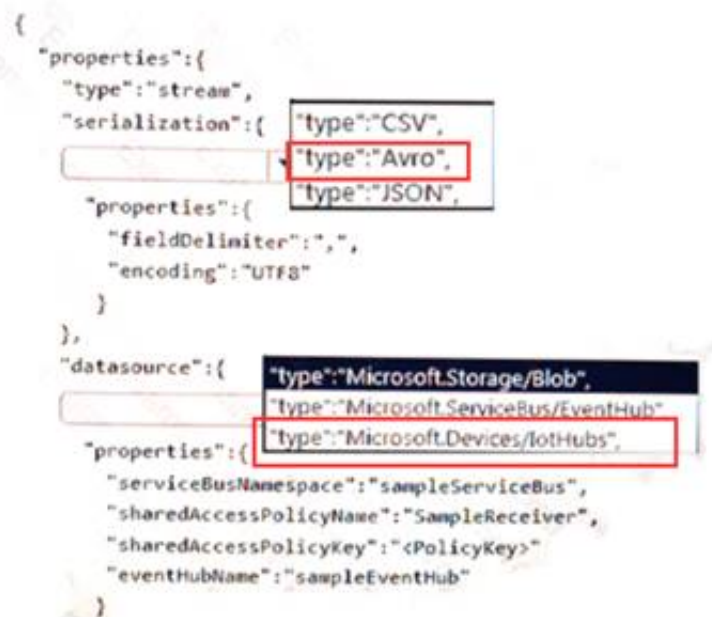 {
"properties":{
"type":"stream",
"serialization":{
"type":"CSV",
"type":"Avro",
"type":"JSON",
"properties":{
"fieldDelimiter":",",
"encoding":"UTF8"
}
},
"datasource":{
"type":"Microsoft.Storage/Blob",
"type":"Microsoft.ServiceBus/EventHub"
"type":"Microsoft.Devices/IotHubs",
"properties":{
"serviceBusNamespace":"sampleServiceBus",
"sharedAccessPolicyName":"SampleReceiver",
"sharedAccessPolicyKey":"<PolicyKey>"
"eventHubName":"sampleEventHub"
}